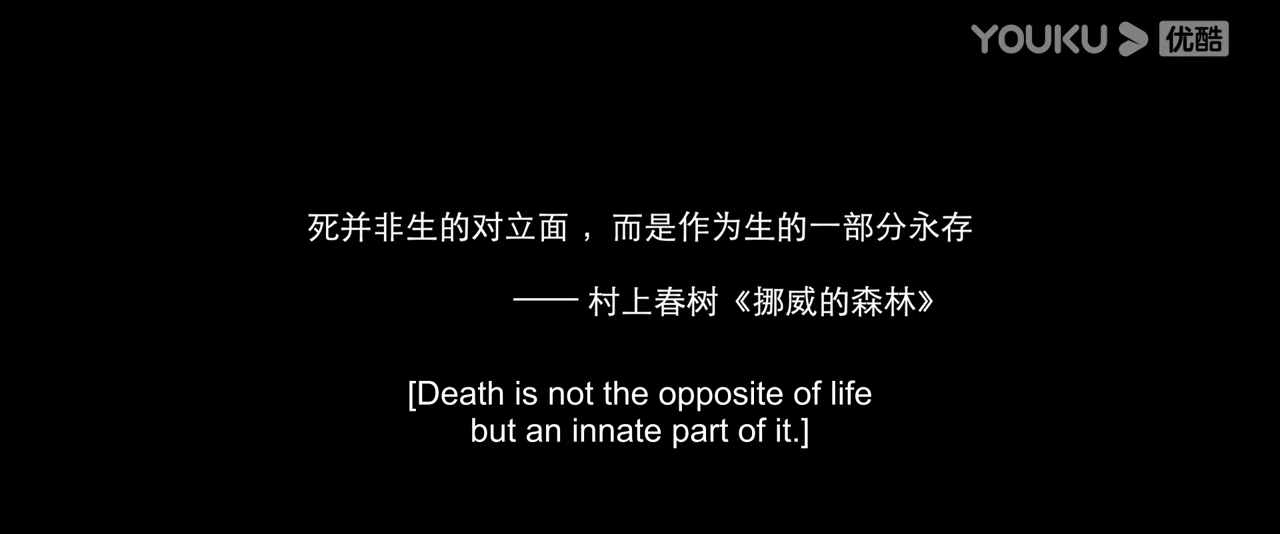 YOUKU 优酷
死并非生的对立面，而是作为生的一部分永存
—— 村上春树《挪威的森林》
[Death is not the opposite of life
but an innate part of it.]